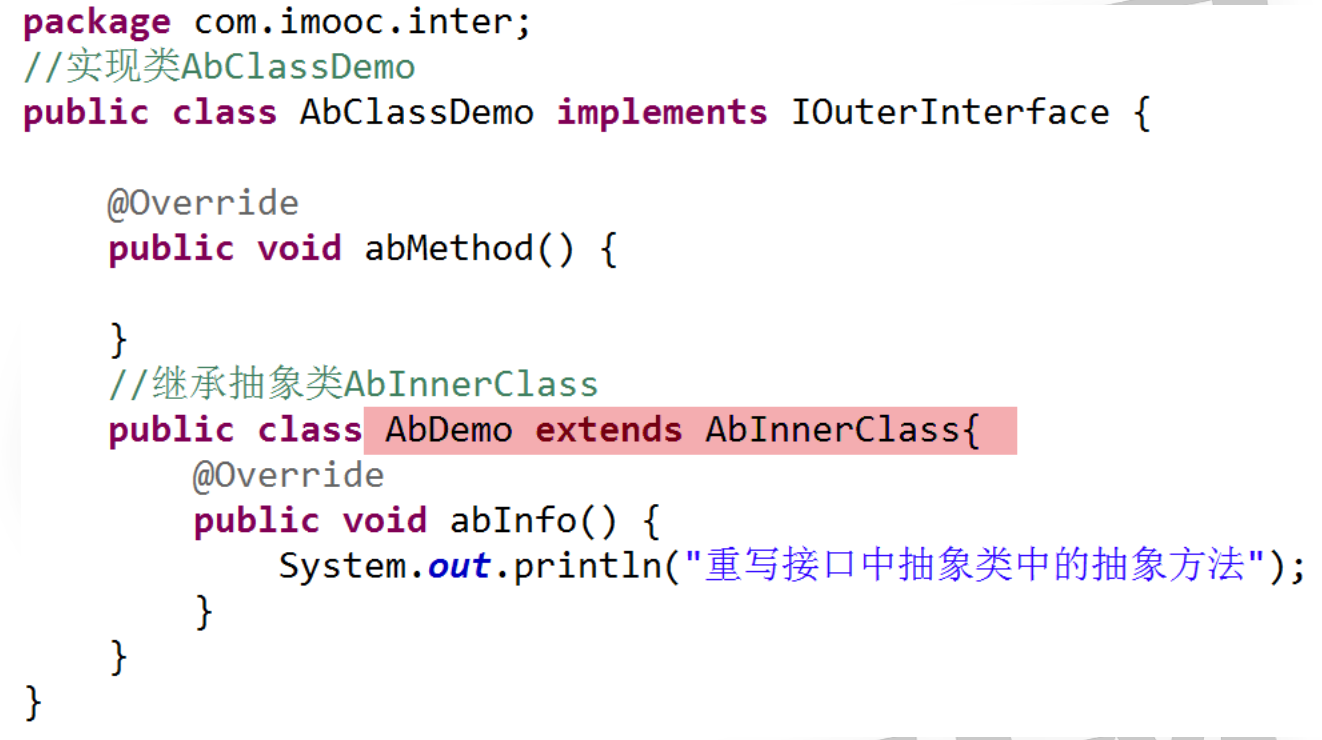 package com.imooc.inter;
//实现类AbClassDemo
public class AbClassDemo implements IOuterInterface {
@Override
public void abMethod() {
}
//继承抽象类AbInnerClass
public class AbDemo extends AbInnerClass{
@Override
public void abInfo() {
System.out.println("重写接口中抽象类中的抽象方法");
}
}
}